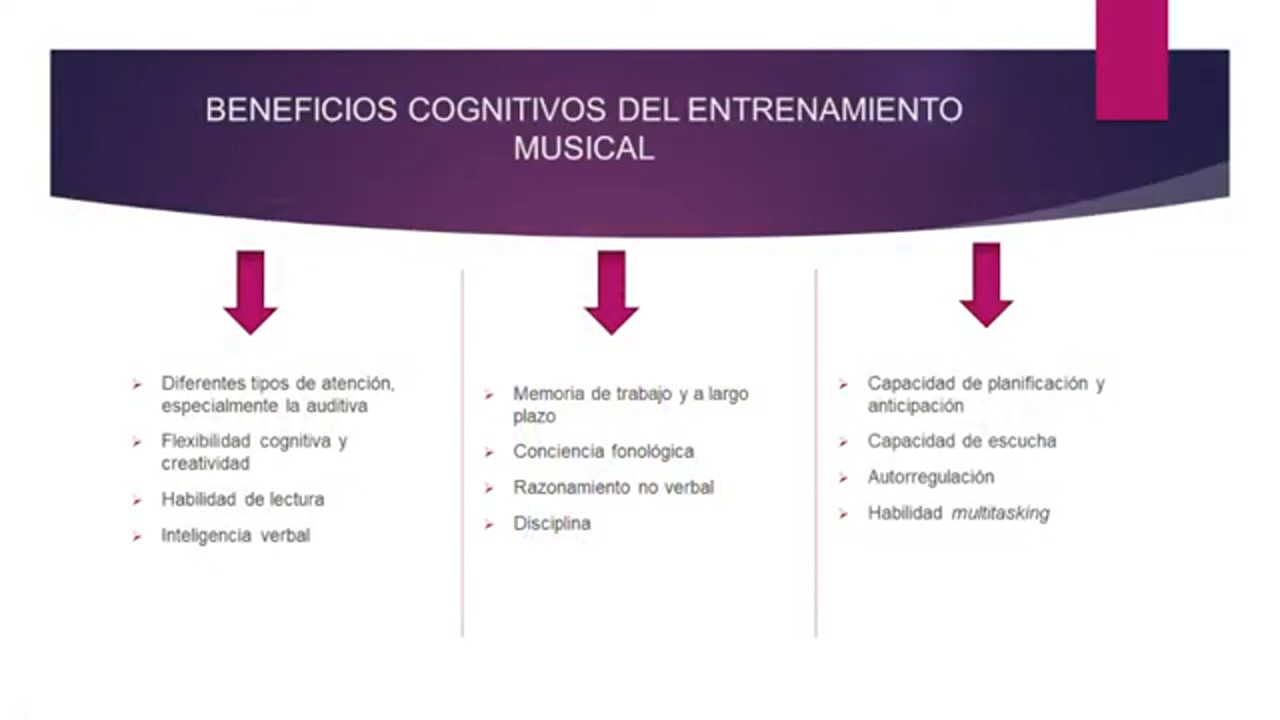 BENEFICIOS COGNITIVOS DEL ENTRENAMIENTO
MUSICAL
Diferentes tipos de atención,
especialmente la auditiva
Flexibilidad cognitiva y
creatividad
Habilidad de lectura
Inteligencia verbal
Memoria de trabajo y a largo
plazo
Conciencia fonológica
Razonamiento no verbal
Disciplina
Capacidad de planificación y
anticipación
Capacidad de escucha
Autorregulación
Habilidad multitasking